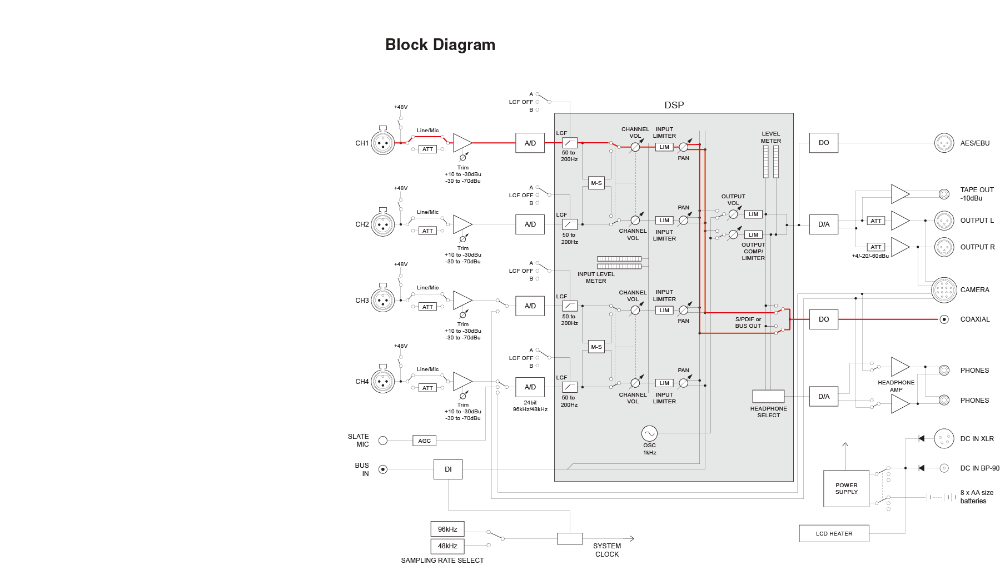 Block Diagram
DSP
A
LCF OFF
B
+48V
CH1
Line/Mic
ATT
Trim
+10 to -30dBu
-30 to -70dBu
A/D
LCF
50 to
200Hz
CHANNEL
VOL
INPUT
LIMITER
LIM
PAN
LEVEL
METER
DO
AES/EBU
M-S
A
LCF OFF
B
+48V
CH2
Line/Mic
ATT
Trim
+10 to -30dBu
-30 to -70dBu
A/D
LCF
50 to
200Hz
CHANNEL
VOL
LIM
INPUT
LIMITER
PAN
OUTPUT
VOL
LIM
LIM
OUTPUT
COMP/
LIMITER
D/A
TAPE OUT
-10dBu
ATT
OUTPUT L
ATT
+4/-20/-60dBu
OUTPUT R
INPUT LEVEL
METER
A
LCF OFF
B
+48V
CH3
Line/Mic
ATT
Trim
+10 to -30dBu
-30 to -70dBu
A/D
LCF
50 to
200Hz
CHANNEL
VOL
INPUT
LIMITER
LIM
PAN
S/PDIF or
BUS OUT
CAMERA
DO
COAXIAL
M-S
A
LCF OFF
B
+48V
CH4
Line/Mic
ATT
Trim
+10 to -30dBu
-30 to -70dBu
A/D
24bit
96kHz/48kHz
LCF
50 to
200Hz
CHANNEL
VOL
LIM
INPUT
LIMITER
PAN
HEADPHONE
SELECT
D/A
HEADPHONE
AMP
PHONES
PHONES
SLATE
MIC
AGC
OSC
1kHz
BUS
IN
DI
DC IN XLR
DC IN BP-90
POWER
SUPPLY
8 x AA size
batteries
LCD HEATER
96kHz
48kHz
SAMPLING RATE SELECT
SYSTEM
CLOCK